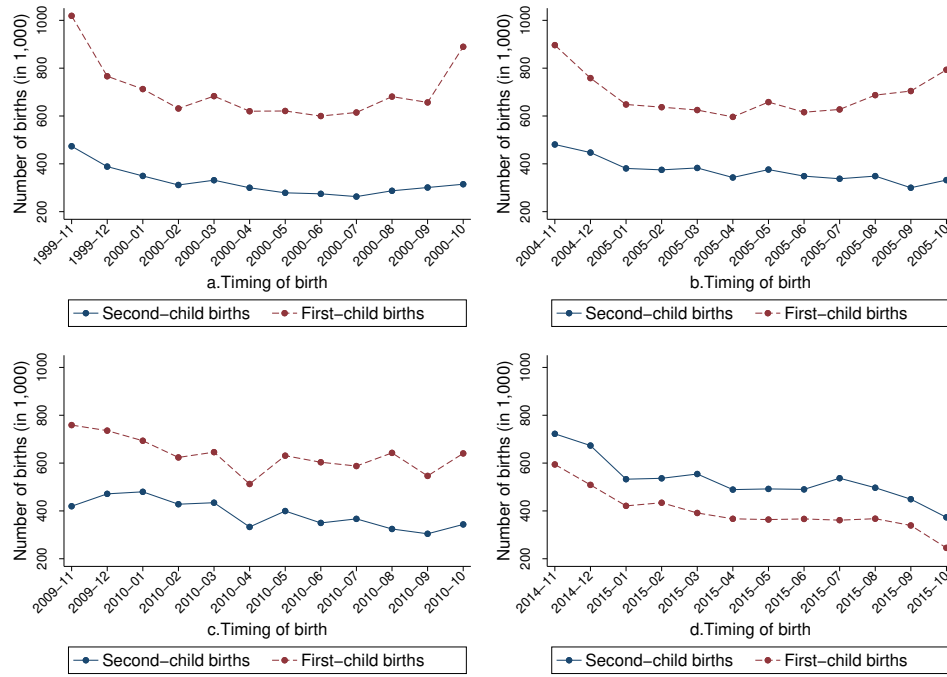 Number of births (in 1,000)
1000
800
600
400
200
1999−11 1999−12 2000−01 2000−02 2000−03 2000−04 2000−05 2000−06 2000−07 2000−08 2000−09 2000−10
a.Timing of birth
Second−child births First−child births
Number of births (in 1,000)
1000
800
600
400
200
2004−11 2004−12 2005−01 2005−02 2005−03 2005−04 2005−05 2005−06 2005−07 2005−08 2005−09 2005−10
b.Timing of birth
Second−child births First−child births
Number of births (in 1,000)
1000
800
600
400
200
2009−11 2009−12 2010−01 2010−02 2010−03 2010−04 2010−05 2010−06 2010−07 2010−08 2010−09 2010−10
c.Timing of birth
Second−child births First−child births
Number of births (in 1,000)
1000
800
600
400
200
2014−11 2014−12 2015−01 2015−02 2015−03 2015−04 2015−05 2015−06 2015−07 2015−08 2015−09 2015−10
d.Timing of birth
Second−child births First−child births